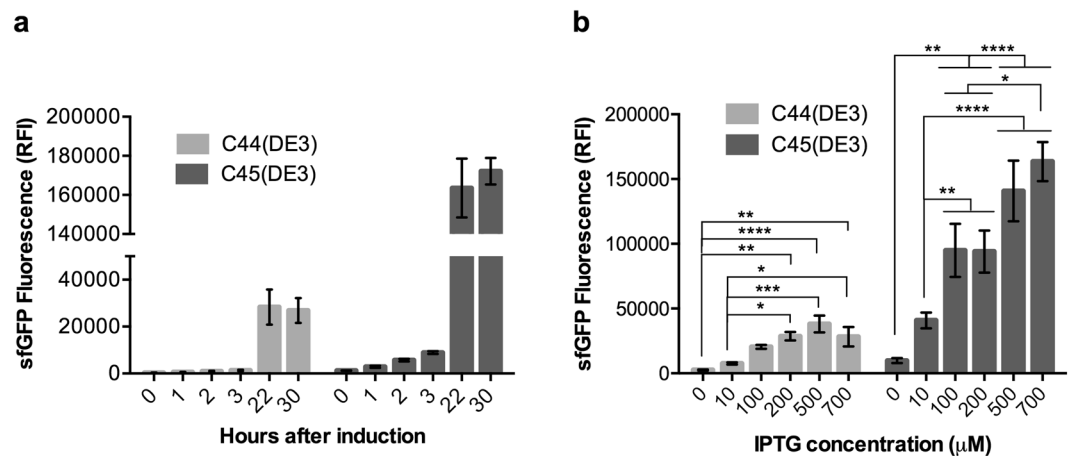 a
sfGFP Fluorescence (RFI)
200000
180000
160000
140000
40000
20000
0
C44(DE3)
C45(DE3)
0 1 2 3 22 30 0 1 2 3 22 30
Hours after induction
b
sfGFP Fluorescence (RFI)
200000
150000
100000
50000
0
C44(DE3)
C45(DE3)
**
****
**
*
***
*
** ****
*
****
**
0 10 100 200 500 700 0 10 100 200 500 700
IPTG concentration (μM)